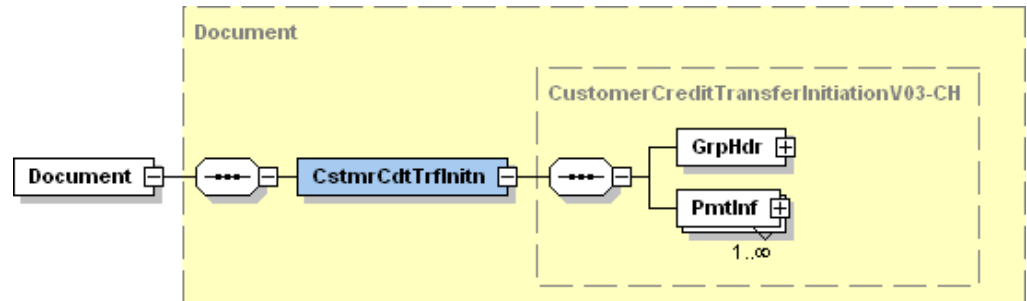 Document
CustomerCreditTransferInitiationV03-CH
GrpHdr
Document
CstmrCdtTrfInitn
PmtInf
1..∞